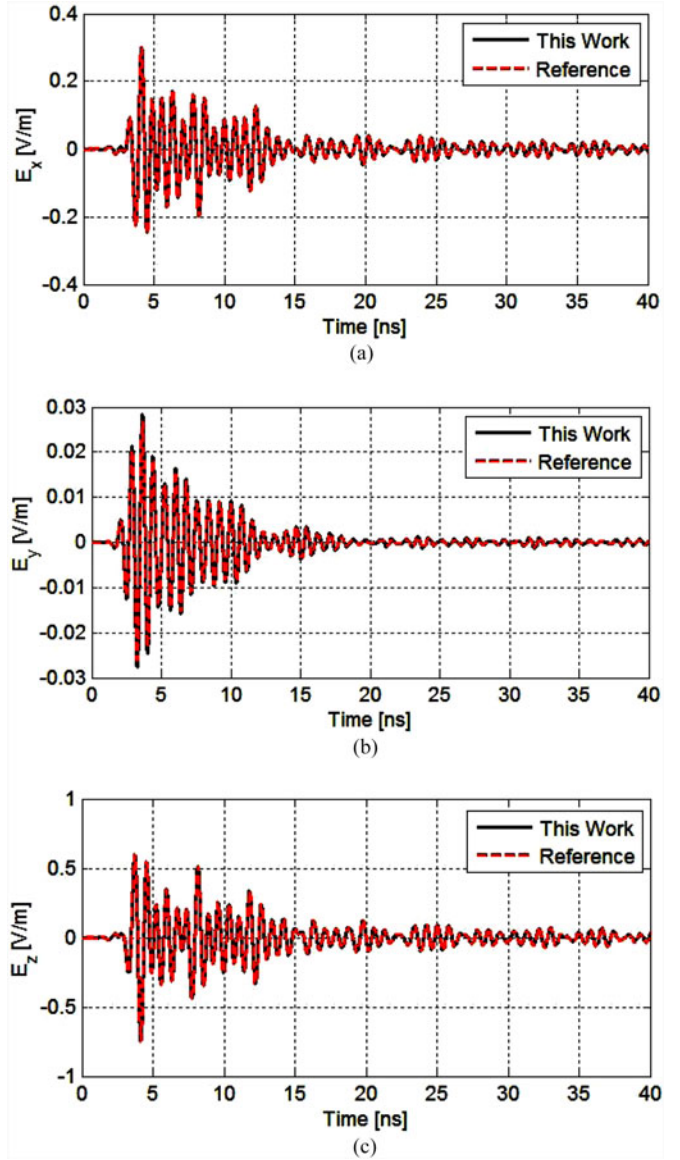 0.4
This Work
Reference
0.2
0
-0.2
-0.4
E_x [V/m]
0 5 10 15 20 25 30 35 40
Time [ns]
(a)
0.03
This Work
Reference
0.02
0.01
0
-0.01
-0.02
-0.03
E_y [V/m]
0 5 10 15 20 25 30 35 40
Time [ns]
(b)
1
This Work
Reference
0.5
0
-0.5
-1
E_z [V/m]
0 5 10 15 20 25 30 35 40
Time [ns]
(c)